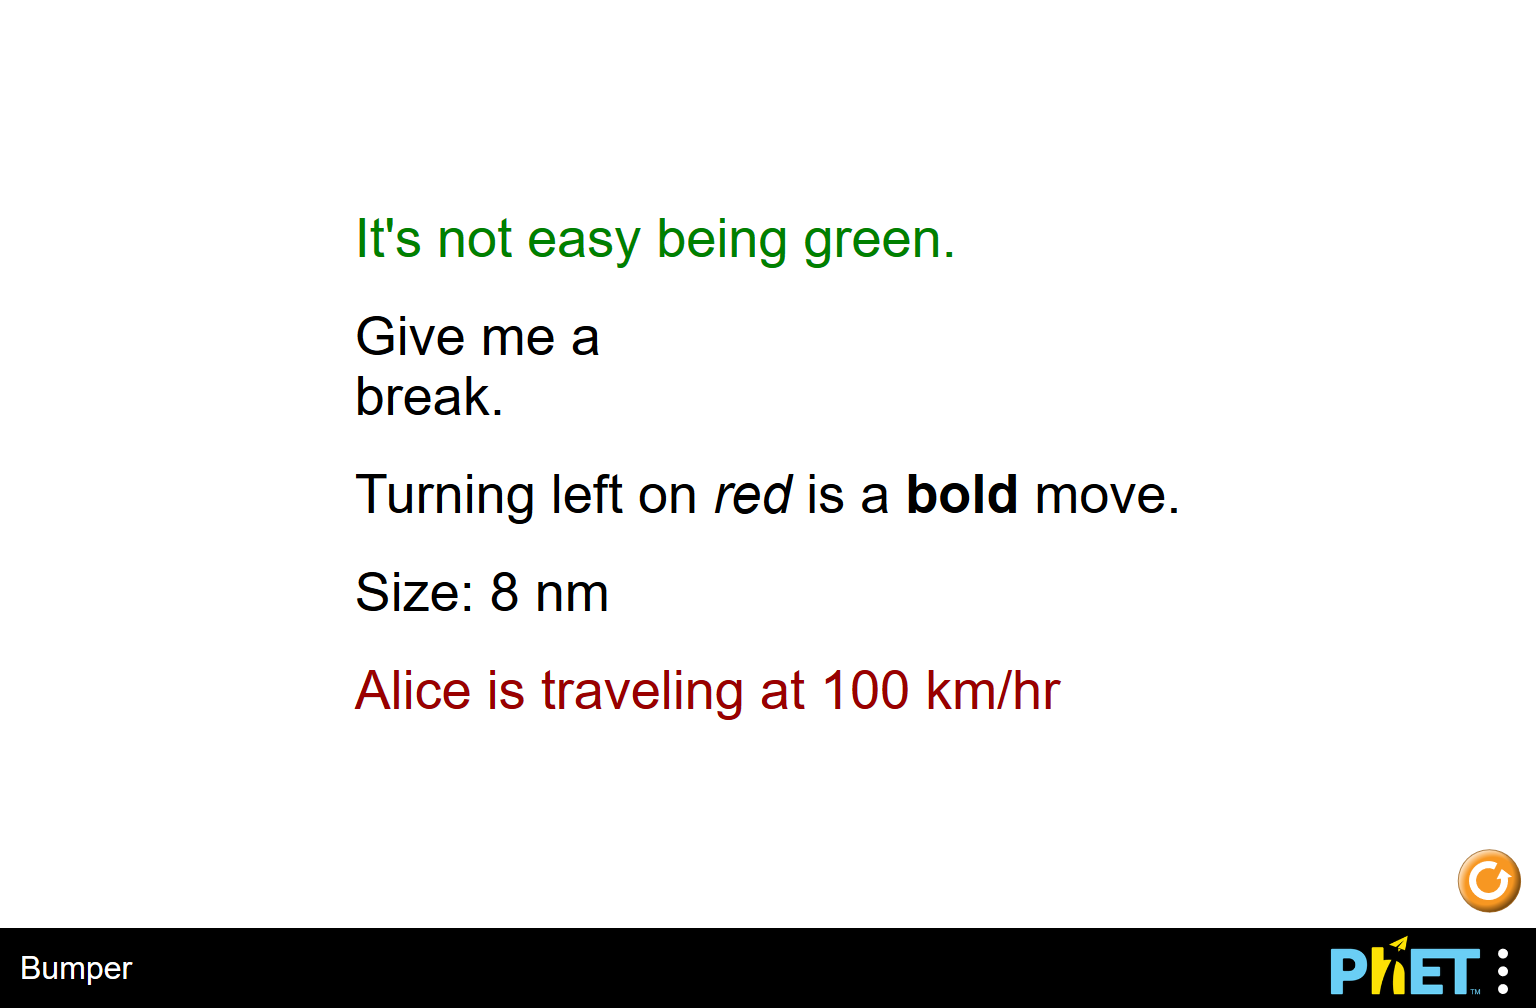 It's not easy being green.
Give me a
break.
Turning left on red is a bold move.
Size: 8 nm
Alice is traveling at 100 km/hr
Bumper
PhET™